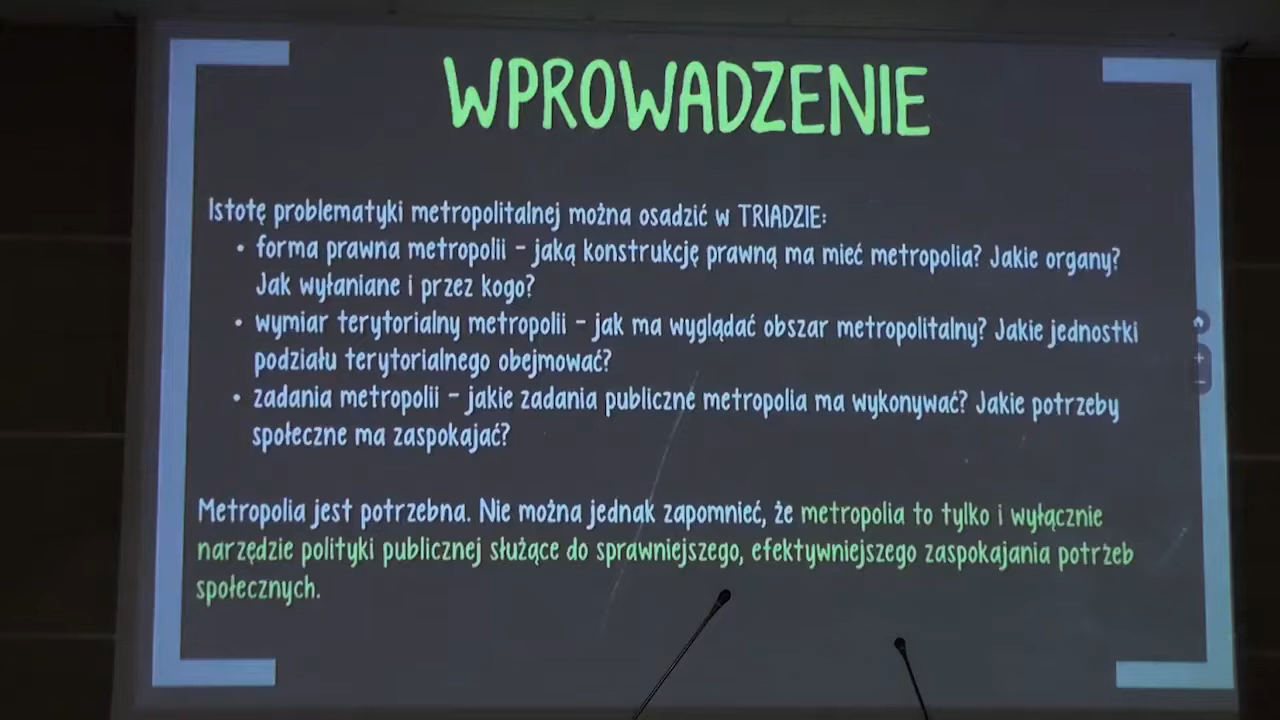 WPROWADZENIE
Istotę problematyki metropolitalnej można osadzić w TRIADZIE:
• forma prawna metropolii - jaką konstrukcję prawną ma mieć metropolia? Jakie organy?
Jak wyłaniane i przez kogo?
• wymiar terytorialny metropolii - jak ma wyglądać obszar metropolitalny? Jakie jednostki
podziału terytorialnego obejmować?
• zadania metropolii - jakie zadania publiczne metropolia ma wykonywać? Jakie potrzeby
społeczne ma zaspokajać?
Metropolia jest potrzebna. Nie można jednak zapomnieć, że metropolia to tylko i wyłącznie
narzędzie polityki publicznej służące do sprawniejszego, efektywniejszego zaspokajania potrzeb
społecznych.